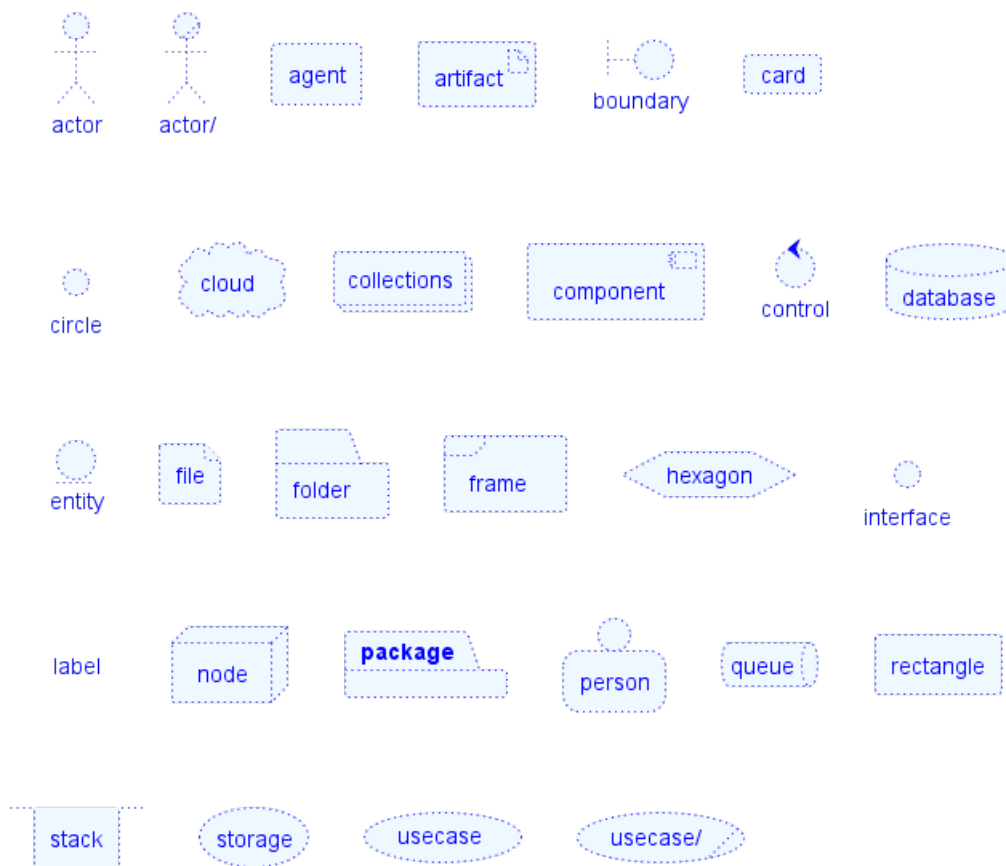 actor
actor/
agent
artifact
boundary
card
circle
cloud
collections
component
control
database
entity
file
folder
frame
hexagon
interface
label
node
package
person
queue
rectangle
stack
storage
usecase
usecase/